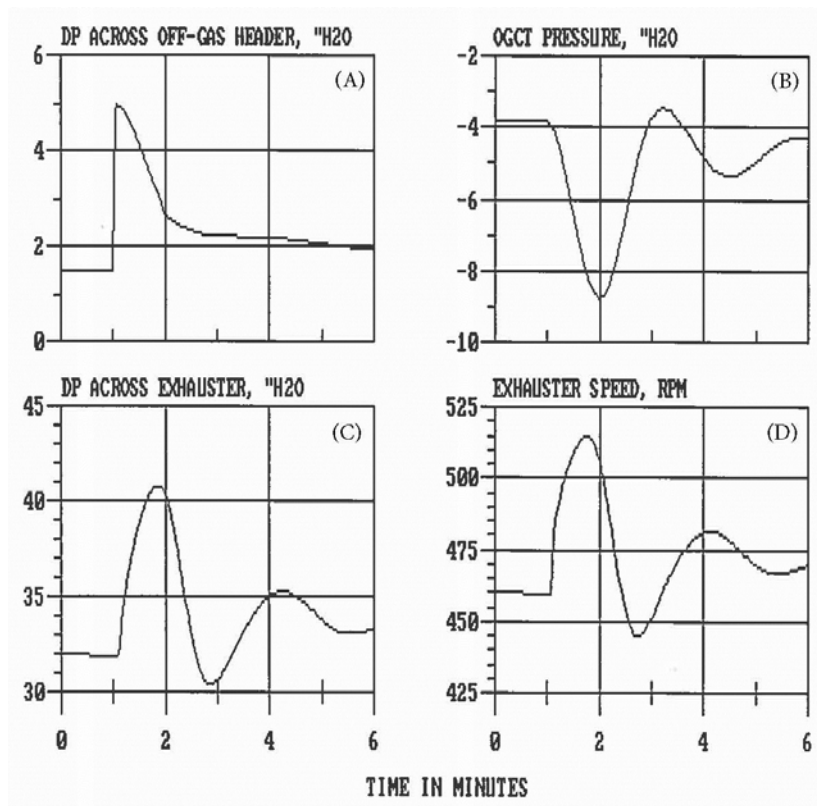 DP ACROSS OFF-GAS HEADER, "H2O
6
4
2
0
(A)
OGCT PRESSURE, "H2O
-2
-4
-6
-8
-10
(B)
DP ACROSS EXHAUSTER, "H2O
45
40
35
30
(C)
0 2 4 6
EXHAUSTER SPEED, RPM
525
500
475
450
425
(D)
0 2 4 6
TIME IN MINUTES